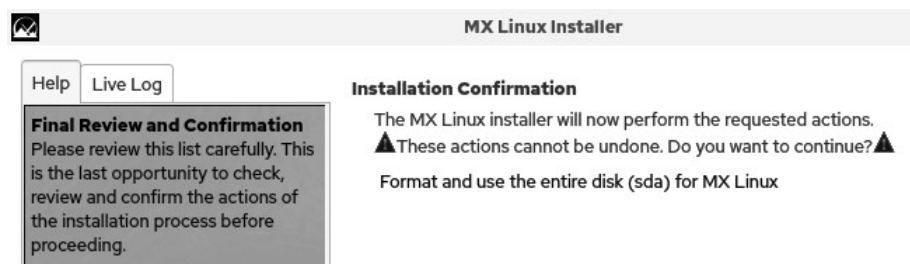 MX Linux Installer
Help
Live Log
Final Review and Confirmation
Please review this list carefully. This
is the last opportunity to check,
review and confirm the actions of
the installation process before
proceeding.
Installation Confirmation
The MX Linux installer will now perform the requested actions.
⚠These actions cannot be undone. Do you want to continue?⚠
Format and use the entire disk (sda) for MX Linux